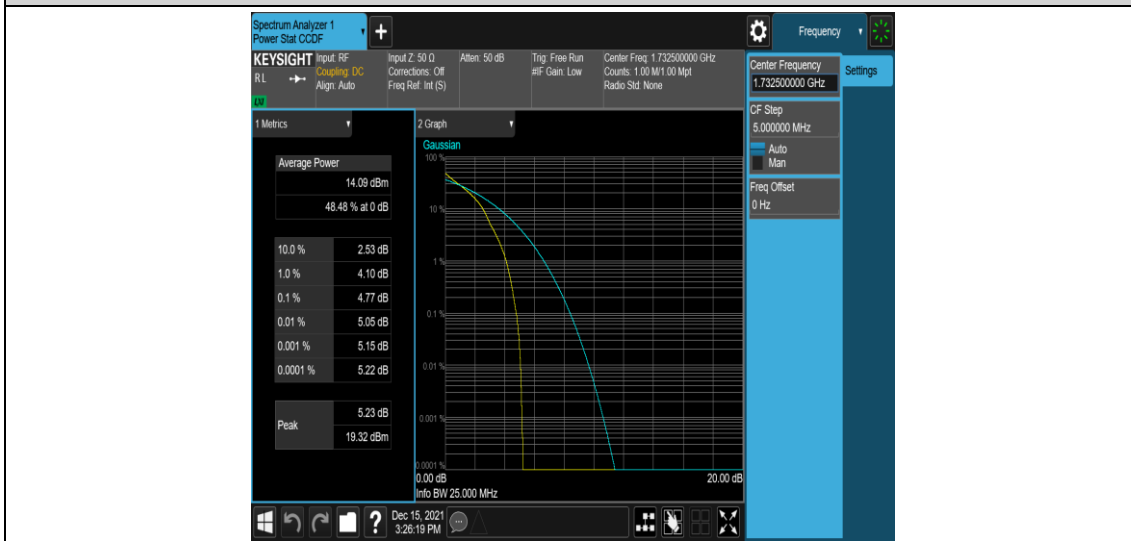 Spectrum Analyzer 1
Power Stat CCDF
Frequency
KEYSIGHT
RL
Input: RF
Coupling: DC
Align: Auto
Input Z: 50 Ω
Corrections: Off
Freq Ref: Int (S)
Atten: 50 dB
Trig: Free Run
#IF Gain: Low
Center Freq: 1.732500000 GHz
Counts: 1.00 M/1.00 Mpt
Radio Std: None
Center Frequency
1.732500000 GHz
Settings
CF Step
5.000000 MHz
Auto
Man
Freq Offset
0 Hz
1 Metrics
Average Power
14.09 dBm
48.48 % at 0 dB
10.0 % 2.53 dB
1.0 % 4.10 dB
0.1 % 4.77 dB
0.01 % 5.05 dB
0.001 % 5.15 dB
0.0001 % 5.22 dB
Peak
5.23 dB
19.32 dBm
2 Graph
Gaussian
100 %
10 %
1 %
0.1 %
0.01 %
0.001 %
0.0001 %
0.00 dB
20.00 dB
Info BW 25.000 MHz
?
Dec 15, 2021
3:26:19 PM